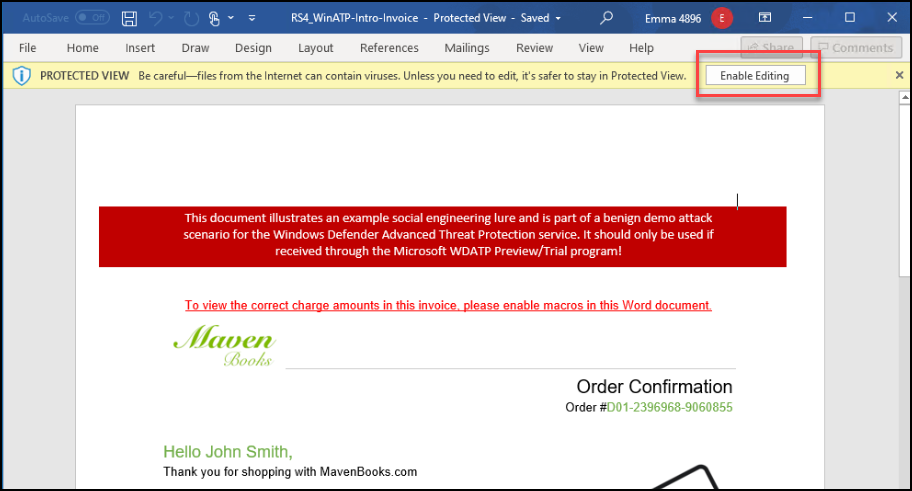 AutoSave Off RS4_WinATP-Intro-Invoice - Protected View - Saved Emma 4896 E
File Home Insert Draw Design Layout References Mailings Review View Help Share Comments
PROTECTED VIEW Be careful—files from the Internet can contain viruses. Unless you need to edit, it's safer to stay in Protected View. Enable Editing
This document illustrates an example social engineering lure and is part of a benign demo attack
scenario for the Windows Defender Advanced Threat Protection service. It should only be used if
received through the Microsoft WDATP Preview/Trial program!
To view the correct charge amounts in this invoice, please enable macros in this Word document.
Maven
Books
Order Confirmation
Order #D01-2396968-9060855
Hello John Smith,
Thank you for shopping with MavenBooks.com